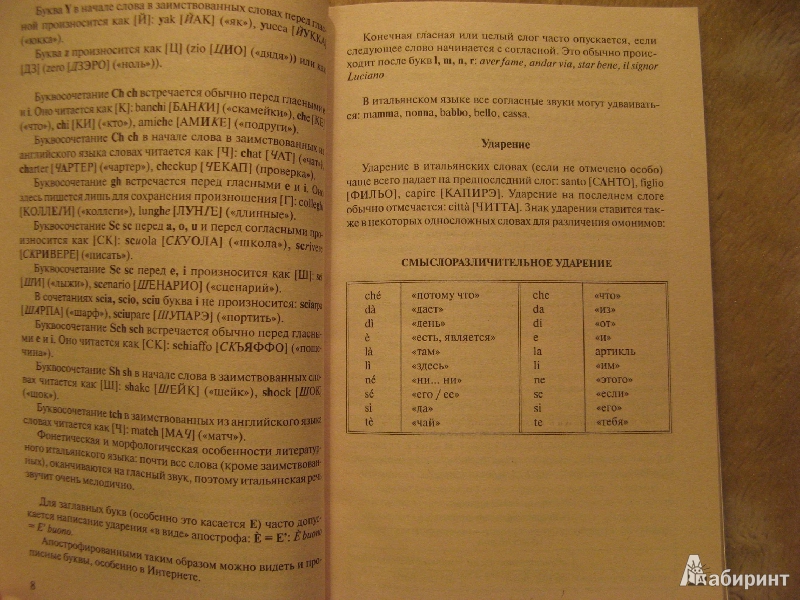 Буква Y в начале слова в заимствованных словах перед глас-
ной произносится как [Й]: yak [ЙАК] («як»), yucca [ЙУККА]
(«юкка»).
Буква z произносится как [Ц] (zio [ЦИО] («дядя»)) или как
[ДЗ] (zero [ДЗЭРО] («ноль»)).
Буквосочетание Ch ch встречается обычно перед гласными е
и i. Оно читается как [К]: banchi [БАНКИ] («скамейки»), che [КЕ]
(«что»), chi [КИ] («кто»), amiche [АМИКЕ] («подруги»).
Буквосочетание Ch ch в начале слова в заимствованных из
английского языка словах читается как [Ч]: chat [ЧАТ] («чат»),
charter [ЧАРТЕР] («чартер»), checkup [ЧЕКАП] (проверка»).
Буквосочетание gh встречается перед гласными e и i. Оно
здесь пишется лишь для сохранения произношения [Г]: colleghi
[КОЛЛЕГИ] («коллеги»), lunghe [ЛУНГЕ] («длинные»).
Буквосочетание Sc sc перед a, o, u и перед согласными про-
износится как [СК]: scuola [СКУОЛА] («школа»), scrivere
[СКРИВЕРЕ] («писать»).
Буквосочетание Sc sc перед e, i произносится как [Ш]: sci
[ШИ] («лыжи»), scenario [ШЕНАРИО] («сценарий»).
В сочетаниях scia, scio, sciu буква i не произносится: sciarpa
[ШАРПА] («шарф»), sciupare [ШУПАРЭ] («портить»).
Буквосочетание Sch sch встречается обычно перед гласны-
ми e и i. Оно читается как [СК]: schiaffo [СКЪЯФФО] («поще-
чина»).
Буквосочетание Sh sh в начале слова в заимствованных сло-
вах читается как [Ш]: shake [ШЕЙК] («шейк»), shock [ШОК]
(«шок»).
Буквосочетание tch в заимствованных из английского языка
словах читается как [Ч]: match [МАЧ] («матч»).
Фонетическая и морфологическая особенности литератур-
ного итальянского языка: почти все слова (кроме заимствован-
ных), оканчиваются на гласный звук, поэтому итальянская речь
звучит очень мелодично.
Для заглавных букв (особенно это касается E) часто допус-
кается написание ударения «в виде» апострофа: È = E': È buono
= E' buono.
Апострофированными таким образом можно видеть и про-
писные буквы, особенно в Интернете.
8
Конечная гласная или целый слог часто опускается, если
следующее слово начинается с согласной. Это обычно проис-
ходит после букв l, m, n, r: aver fame, andar via, star bene, il signor
Luciano
В итальянском языке все согласные звуки могут удваивать-
ся: mamma, nonna, babbo, bello, cassa.
Ударение
Ударение в итальянских словах (если не отмечено особо)
чаще всего падает на предпоследний слог: santo [САНТО], figlio
[ФИЛЬО], capire [КАПИРЭ]. Ударение на последнем слоге
обычно отмечается: città [ЧИТТА]. Знак ударения ставится так-
же в некоторых односложных словах для различения омонимов:
СМЫСЛОРАЗЛИЧИТЕЛЬНОЕ УДАРЕНИЕ
ché «потому что» che «что»
dà «даст» da «из»
dì «день» di «от»
è «есть, является» e «и»
là «там» la артикль
lì «здесь» li «им»
né «ни... ни» ne «этого»
sé «его / ее» se «если»
sì «да» si «его»
tè «чай» te «тебя»
Лабиринт